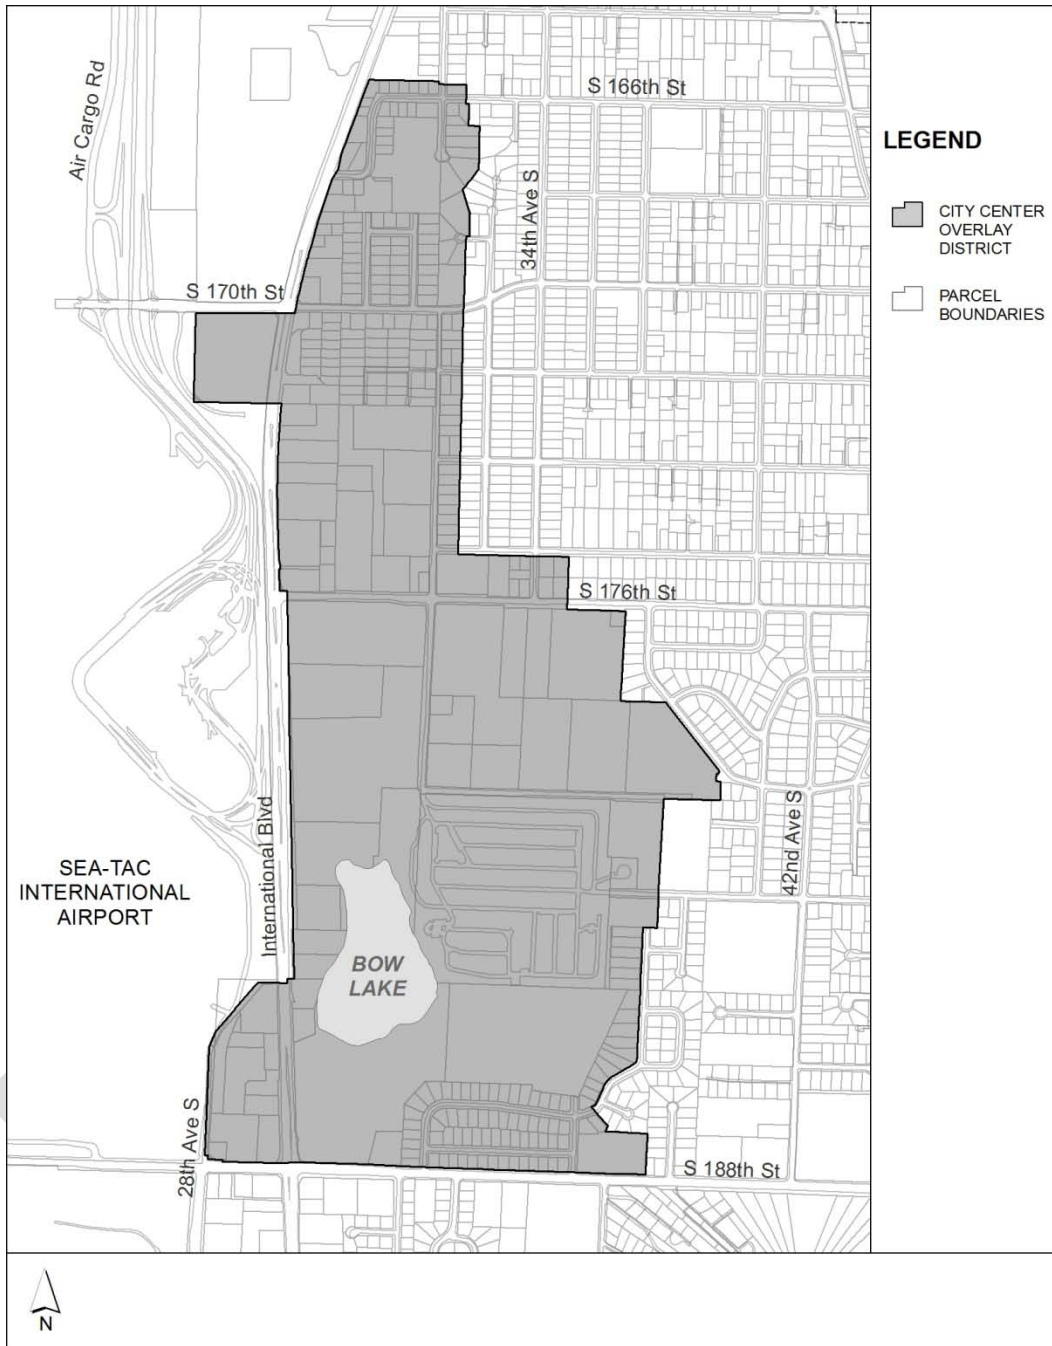 S 166th St
Air Cargo Rd
34th Ave S
S 170th St
S 176th St
International Blvd
42nd Ave S
SEA-TAC
INTERNATIONAL
AIRPORT
BOW
LAKE
28th Ave S
S 188th St
LEGEND
CITY CENTER
OVERLAY
DISTRICT
PARCEL
BOUNDARIES
N